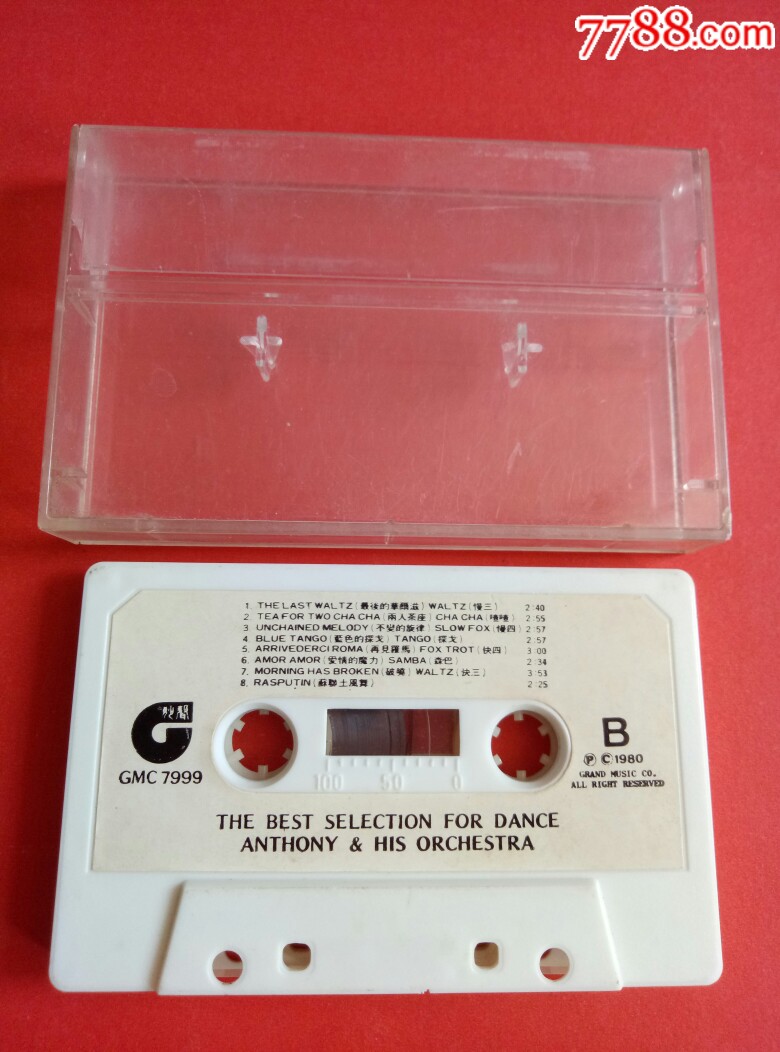 7788.com
1. THE LAST WALTZ (最後的華爾滋) WALTZ (慢三) 2:40
2. TEA FOR TWO CHA CHA (兩人茶座) CHA CHA (喳喳) 2:55
3. UNCHAINED MELODY (不變的旋律) SLOW FOX (慢四) 2:57
4. BLUE TANGO (藍色的探戈) TANGO (探戈) 2:57
5. ARRIVEDERCI ROMA (再見羅馬) FOX TROT (快四) 3:00
6. AMOR AMOR (愛情的魔力) SAMBA (森巴) 2:34
7. MORNING HAS BROKEN (破曉) WALTZ (快三) 3:53
8. RASPUTIN (蘇聯土風舞) 2:25
GMC 7999
B
Ⓟ © 1980
GRAND MUSIC CO.
ALL RIGHT RESERVED
100 50 0
THE BEST SELECTION FOR DANCE
ANTHONY & HIS ORCHESTRA